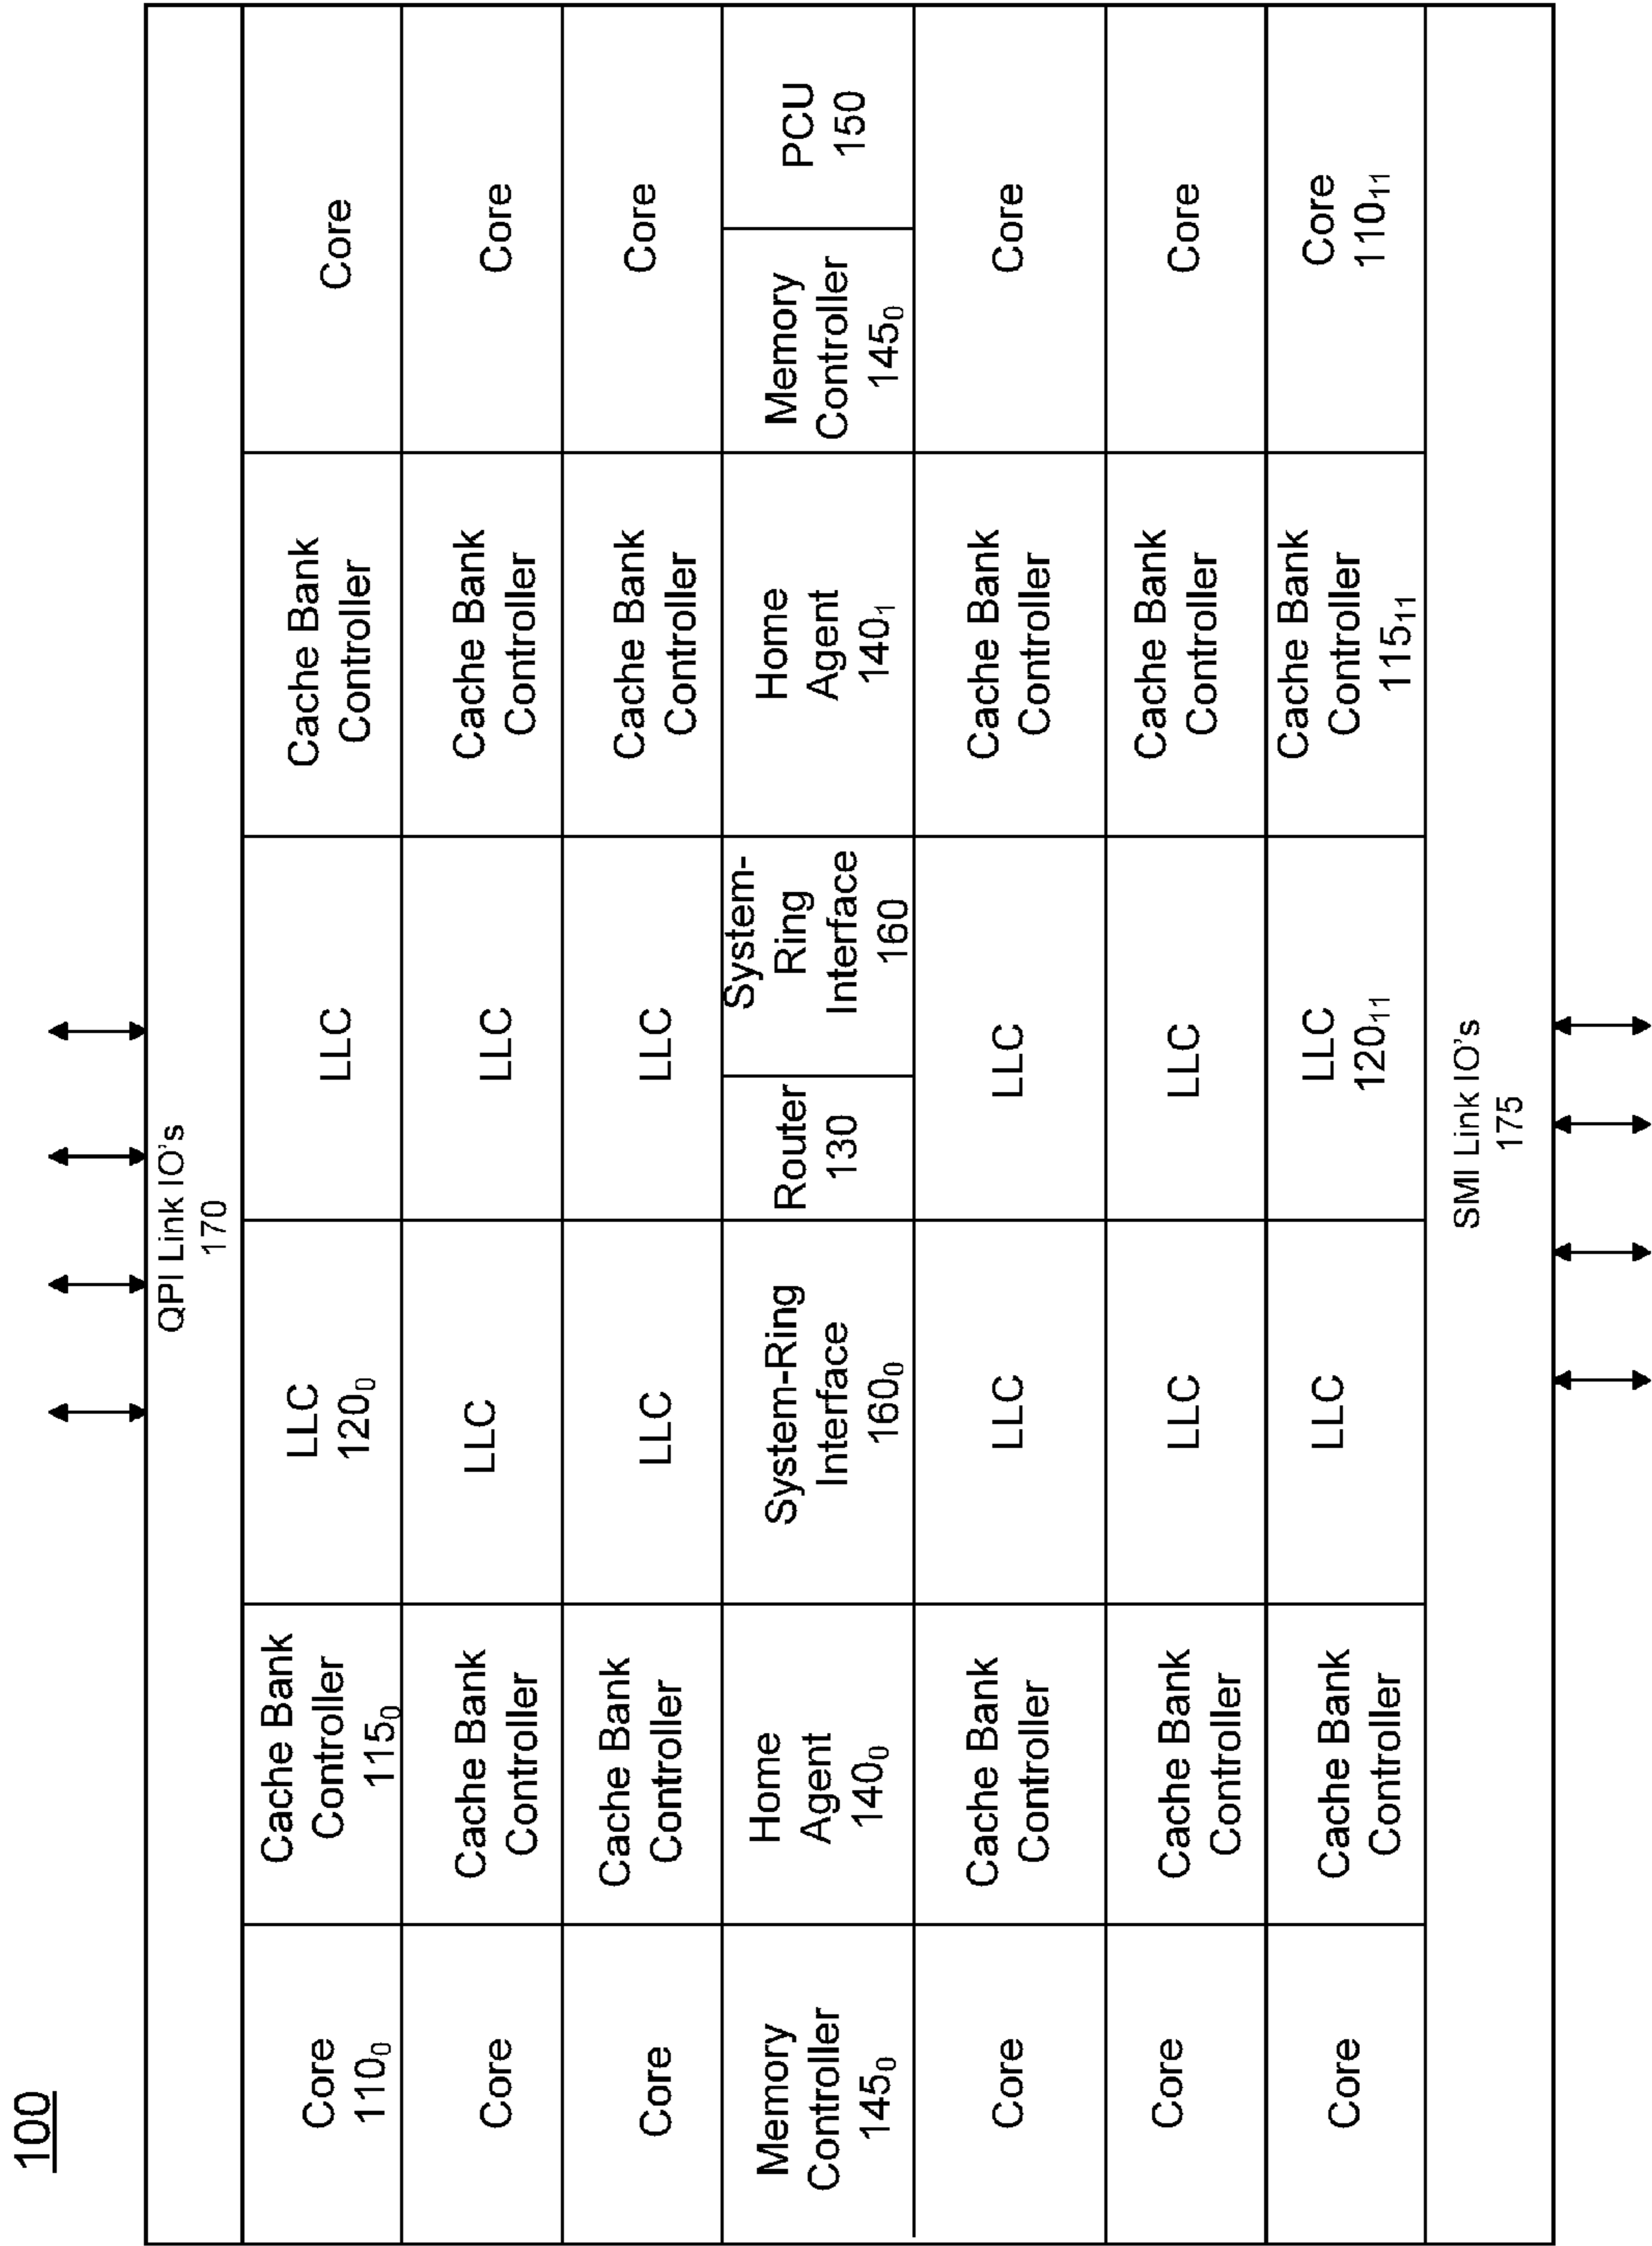 100
QPI Link IO's
170
Core
110₀
Cache Bank
Controller
115₀
LLC
120₀
LLC
Cache Bank
Controller
Core
Core
Cache Bank
Controller
LLC
LLC
Cache Bank
Controller
Core
Core
Cache Bank
Controller
LLC
LLC
Cache Bank
Controller
Core
Memory
Controller
145₀
Home
Agent
140₀
System-Ring
Interface
160₀
Router
130
System-
Ring
Interface
160
Home
Agent
140₁
Memory
Controller
145₀
PCU
150
Core
Cache Bank
Controller
LLC
LLC
Cache Bank
Controller
Core
Core
Cache Bank
Controller
LLC
LLC
Cache Bank
Controller
Core
Core
Cache Bank
Controller
LLC
LLC
120₁₁
Cache Bank
Controller
115₁₁
Core
110₁₁
SMI Link IO's
175